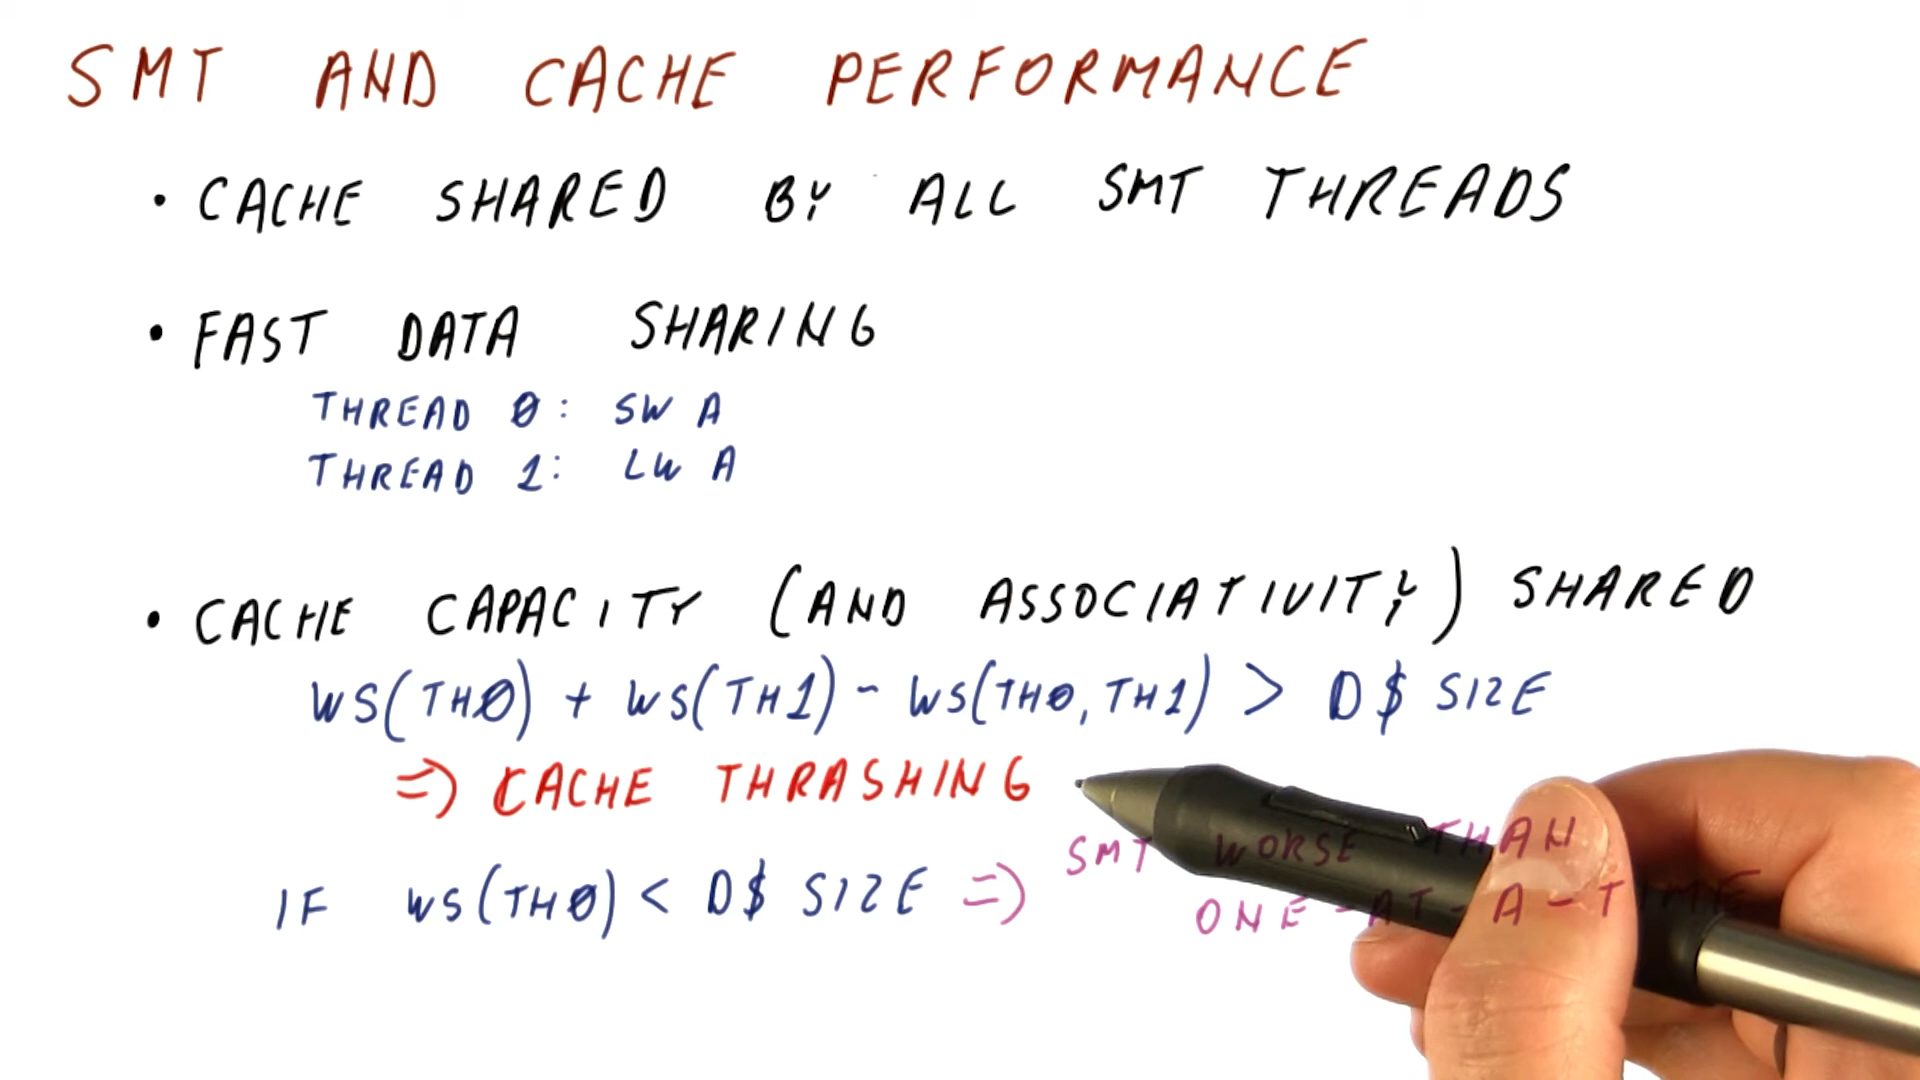 SMT AND CACHE PERFORMANCE
• CACHE SHARED BY ALL SMT THREADS
• FAST DATA SHARING
THREAD 0: SW A
THREAD 1: LW A
• CACHE CAPACITY (AND ASSOCIATIVITY) SHARED
WS(TH0) + WS(TH1) - WS(TH0, TH1) > D$ SIZE
=> CACHE THRASHING
IF WS(TH0) < D$ SIZE => SMT WORSE THAN
ONE-AT-A-TIME